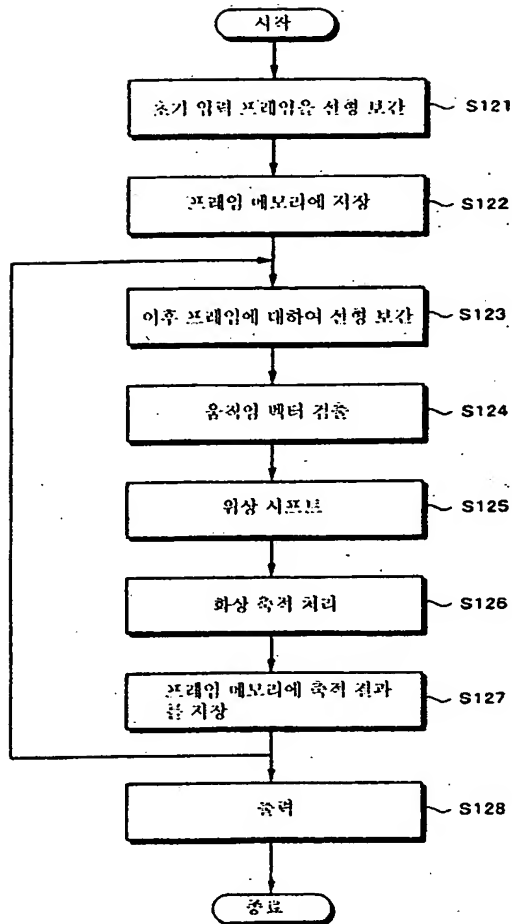 시작
초기 입력 프레임을 선형 보간
S121
프레임 메모리에 저장
S122
이후 프레임에 대하여 선형 보간
S123
움직임 벡터 검출
S124
위상 시프트
S125
화상 축적 처리
S126
프레임 메모리에 축적 결과
를 저장
S127
출력
S128
종료